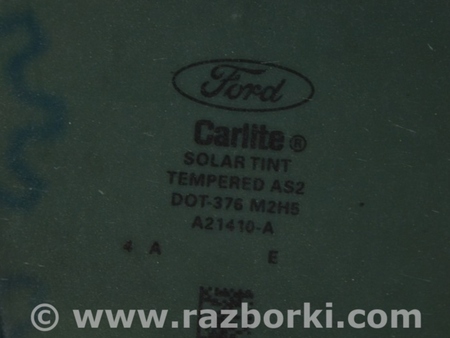 Ford
Carlite®
SOLAR TINT
TEMPERED AS2
DOT-376 M2H5
A21410-A
4 A E
© www.razborki.com